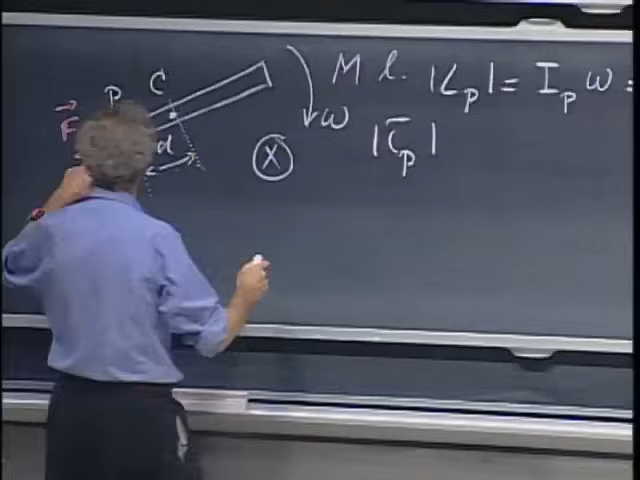 P C M l. |L_p| = I_p ω =
F⃗ d ω |τ_p|
X